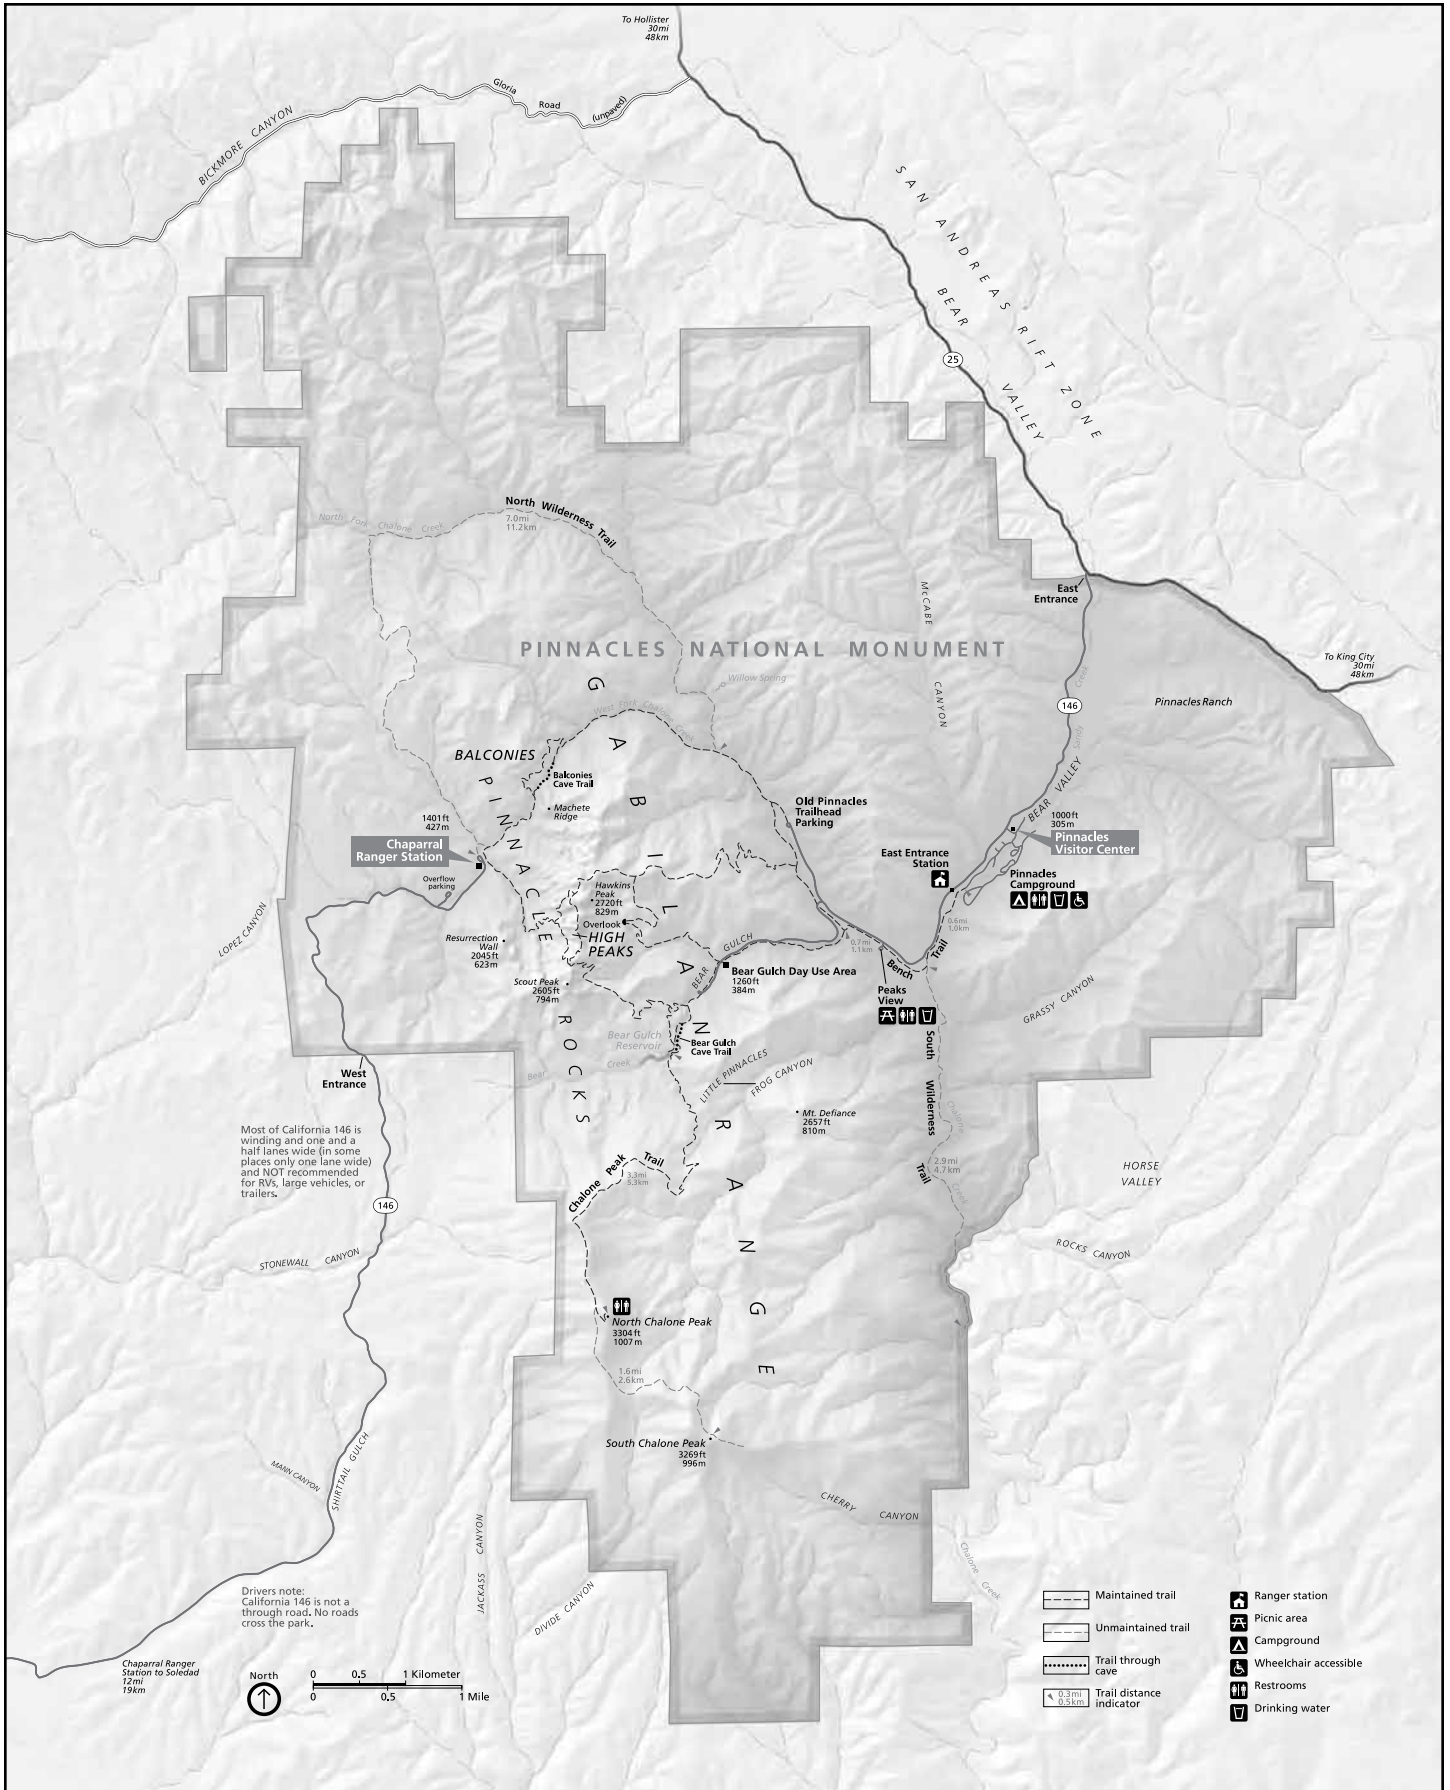 To Hollister
30mi
48km
Gloria Road (unpaved)
BICKMORE CANYON
SAN ANDREAS RIFT ZONE
BEAR VALLEY
25
North Fork Chalone Creek
North Wilderness Trail
7.0mi
11.2km
McCABE CANYON
East
Entrance
PINNACLES NATIONAL MONUMENT
To King City
30mi
48km
Willow Spring
Pinnacles Ranch
146
Sandy Creek
West Fork Chalone Creek
GABILAN RANGE
BALCONIES
PINNACLE ROCKS
Balconies
Cave Trail
Machete
Ridge
Old Pinnacles
Trailhead
Parking
BEAR VALLEY
1000ft
305m
Pinnacles
Visitor Center
1401ft
427m
Chaparral
Ranger Station
Overflow
parking
East Entrance
Station
Pinnacles
Campground
Hawkins
Peak
2720ft
829m
Overlook
HIGH
PEAKS
LOPEZ CANYON
Resurrection
Wall
2045ft
623m
Scout Peak
2605ft
794m
BEAR GULCH
Bear Gulch Day Use Area
1260ft
384m
0.7mi
1.1km
0.6mi
1.0km
Bench Trail
Peaks
View
GRASSY CANYON
Bear Gulch
Reservoir
Bear Gulch
Cave Trail
Bear Creek
LITTLE PINNACLES
FROG CANYON
South Wilderness Trail
Chalone Creek
West
Entrance
Mt. Defiance
2657ft
810m
Most of California 146 is
winding and one and a
half lanes wide (in some
places only one lane wide)
and NOT recommended
for RVs, large vehicles, or
trailers.
2.9mi
4.7km
HORSE
VALLEY
Chalone Peak Trail
3.3mi
5.3km
146
STONEWALL CANYON
ROCKS CANYON
North Chalone Peak
3304ft
1007m
1.6mi
2.6km
South Chalone Peak
3269ft
996m
SHIRTTAIL GULCH
MANN CANYON
CHERRY CANYON
JACKASS CANYON
DIVIDE CANYON
Chalone Creek
Drivers note:
California 146 is not a
through road. No roads
cross the park.
Chaparral Ranger
Station to Soledad
12mi
19km
North
0 0.5 1 Kilometer
0 0.5 1 Mile
Maintained trail
Unmaintained trail
Trail through
cave
0.3mi
0.5km
Trail distance
indicator
Ranger station
Picnic area
Campground
Wheelchair accessible
Restrooms
Drinking water